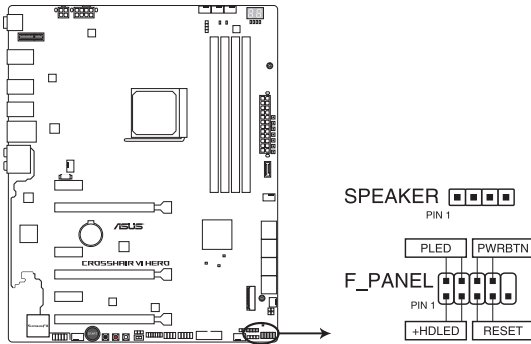 SPEAKER
PIN 1
PLED PWRBTN
F_PANEL
PIN 1
+HDLED RESET
ASUS
CROSSHAIR VI HERO